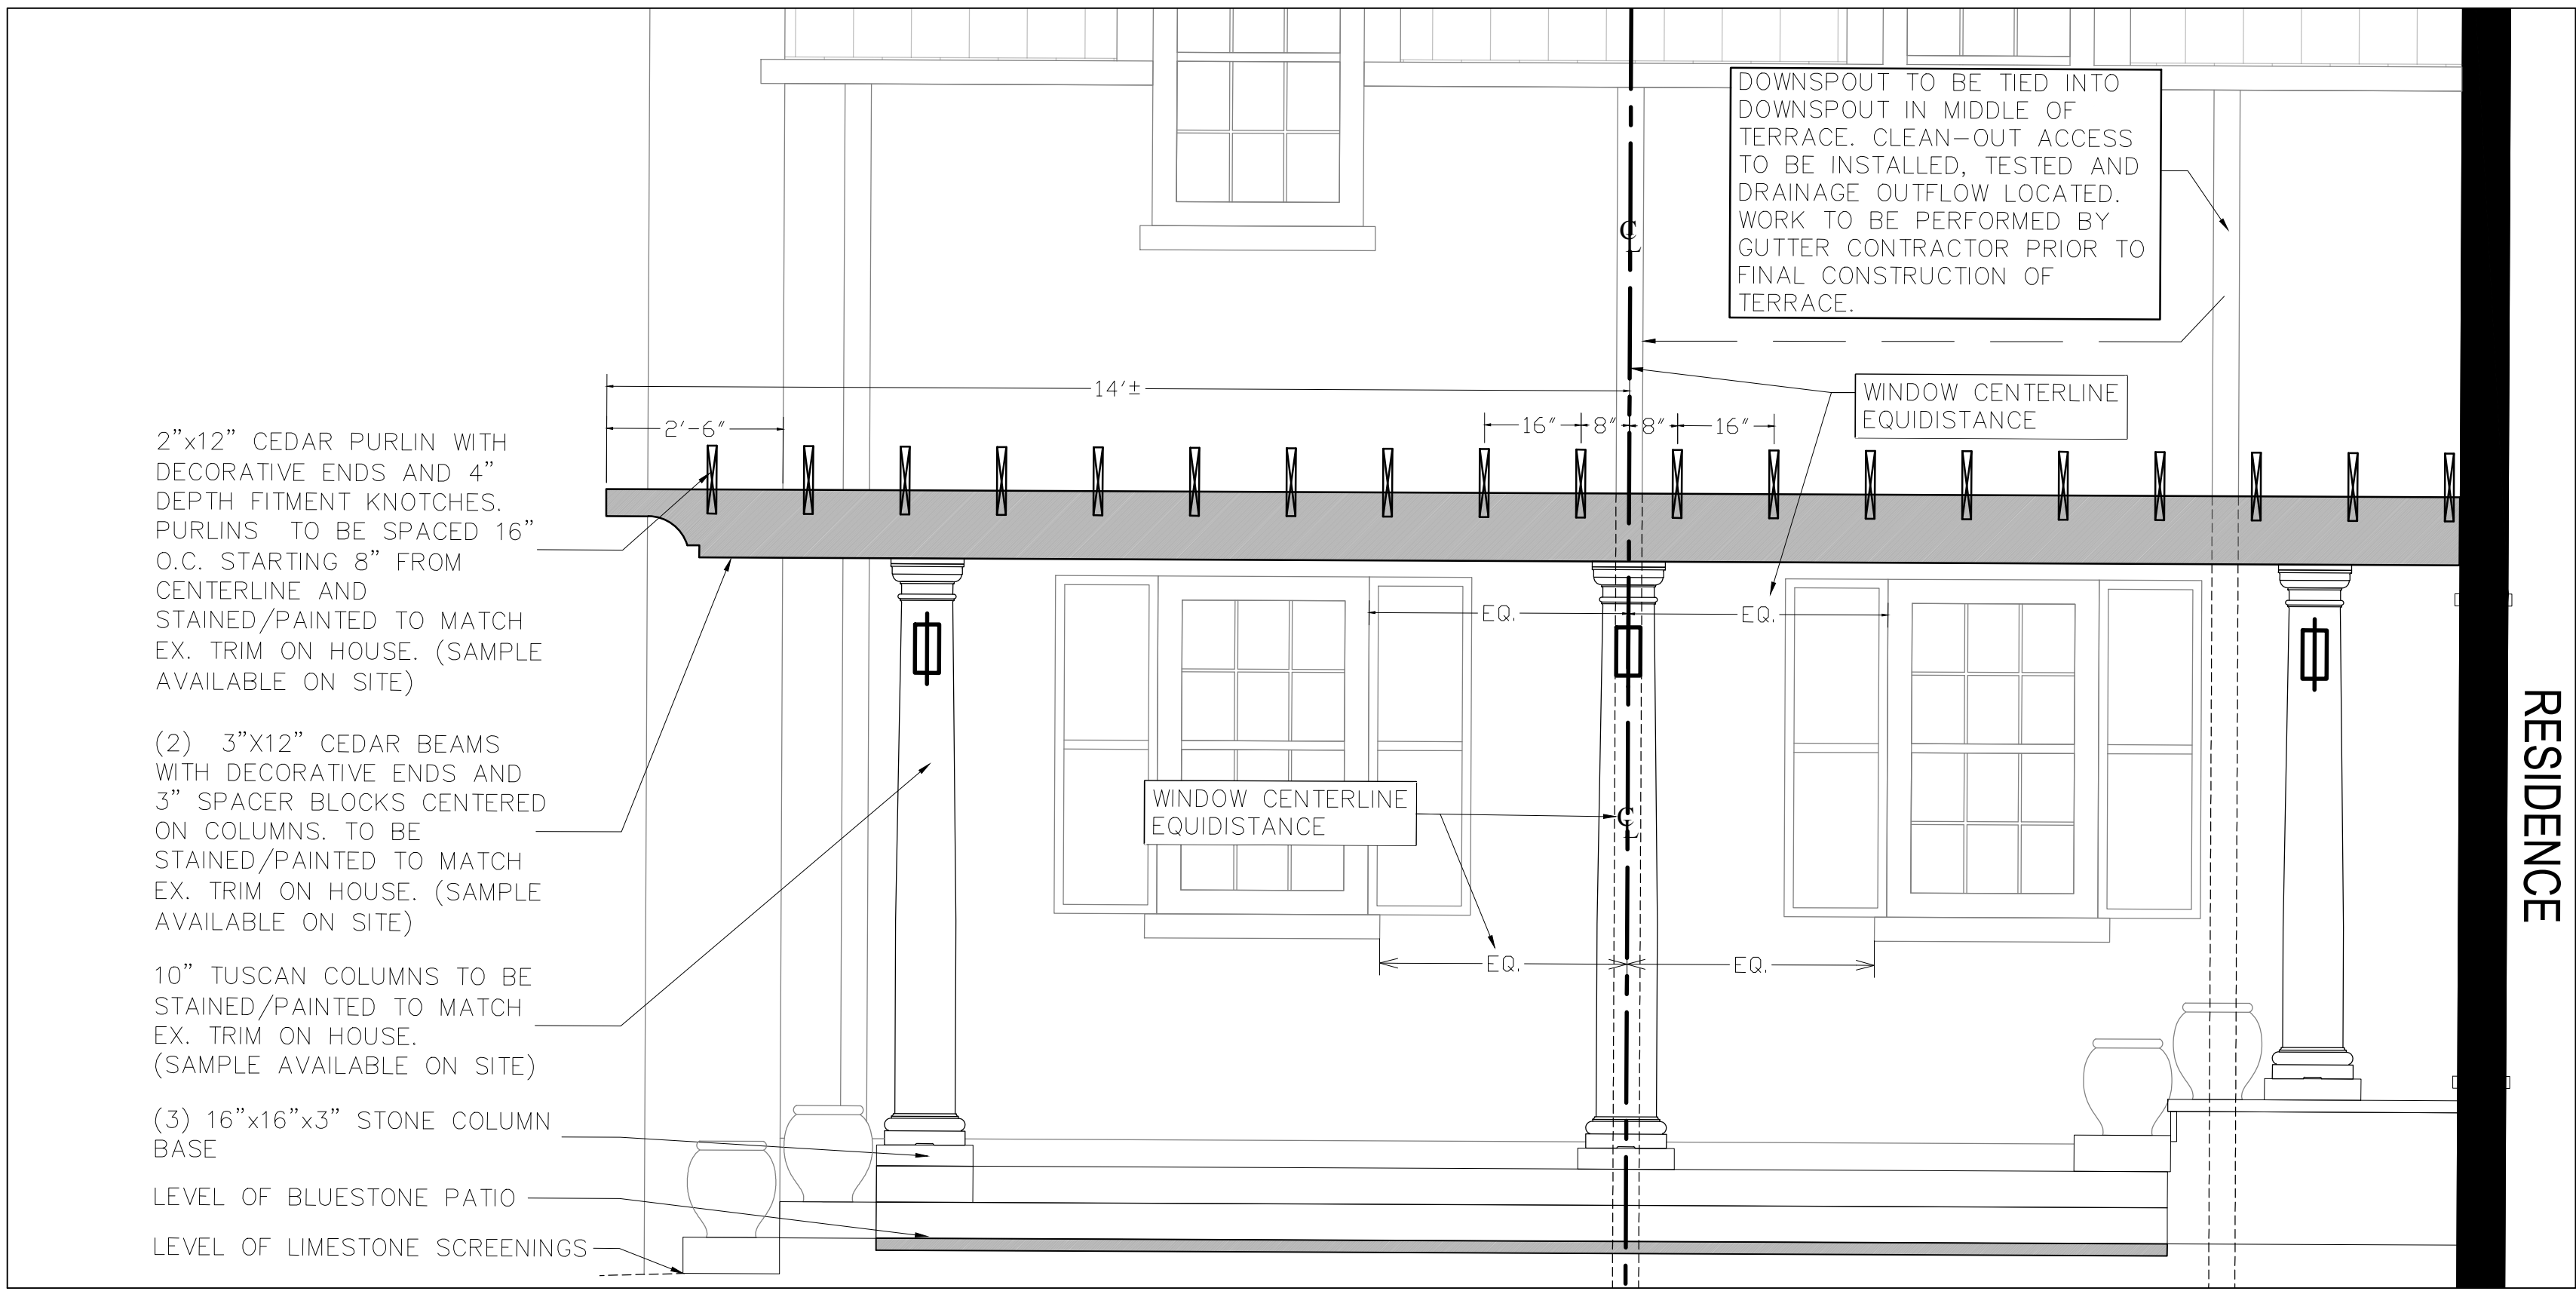 DOWNSPOUT TO BE TIED INTO
DOWNSPOUT IN MIDDLE OF
TERRACE. CLEAN-OUT ACCESS
TO BE INSTALLED, TESTED AND
DRAINAGE OUTFLOW LOCATED.
WORK TO BE PERFORMED BY
GUTTER CONTRACTOR PRIOR TO
FINAL CONSTRUCTION OF
TERRACE.
CL
14'±
WINDOW CENTERLINE
EQUIDISTANCE
2'-6"
16"
8"
8"
16"
2"x12" CEDAR PURLIN WITH
DECORATIVE ENDS AND 4"
DEPTH FITMENT KNOTCHES.
PURLINS TO BE SPACED 16"
O.C. STARTING 8" FROM
CENTERLINE AND
STAINED/PAINTED TO MATCH
EX. TRIM ON HOUSE. (SAMPLE
AVAILABLE ON SITE)
EQ.
EQ.
(2) 3"X12" CEDAR BEAMS
WITH DECORATIVE ENDS AND
3" SPACER BLOCKS CENTERED
ON COLUMNS. TO BE
STAINED/PAINTED TO MATCH
EX. TRIM ON HOUSE. (SAMPLE
AVAILABLE ON SITE)
WINDOW CENTERLINE
EQUIDISTANCE
CL
RESIDENCE
EQ.
EQ.
10" TUSCAN COLUMNS TO BE
STAINED/PAINTED TO MATCH
EX. TRIM ON HOUSE.
(SAMPLE AVAILABLE ON SITE)
(3) 16"x16"x3" STONE COLUMN
BASE
LEVEL OF BLUESTONE PATIO
LEVEL OF LIMESTONE SCREENINGS